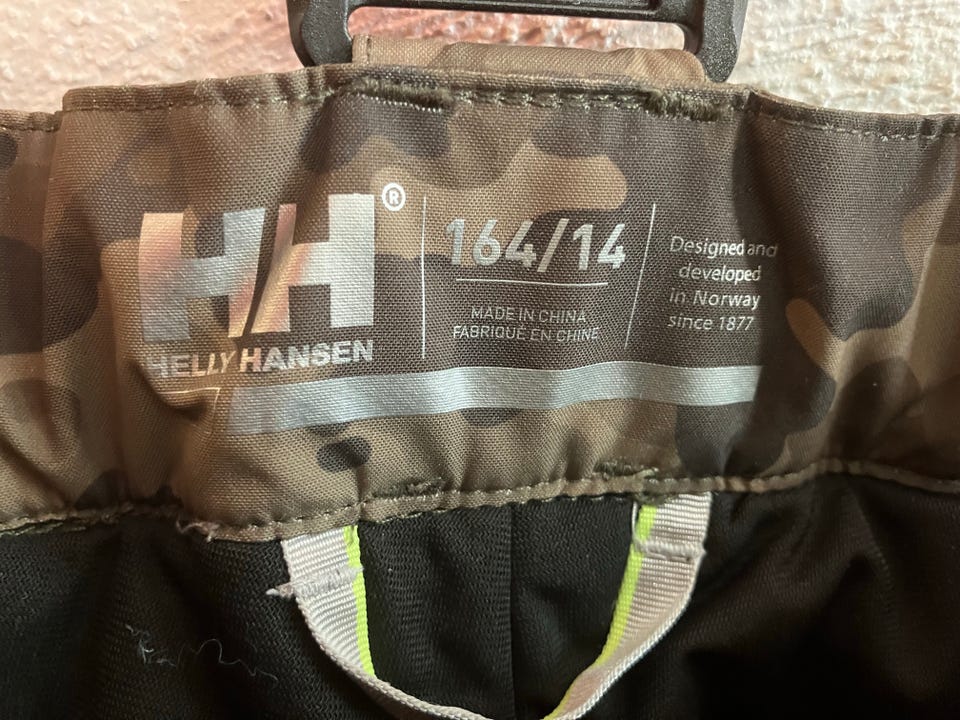 HH®
HELLY HANSEN
164/14
MADE IN CHINA
FABRIQUÉ EN CHINE
Designed and
developed
in Norway
since 1877